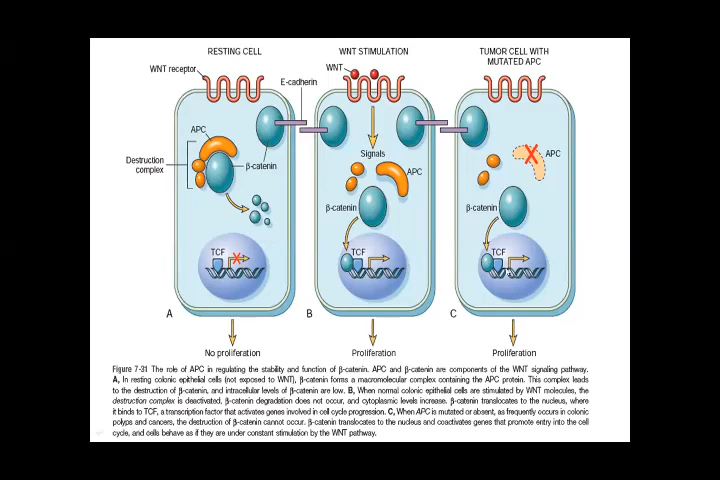 RESTING CELL
WNT STIMULATION
TUMOR CELL WITH
MUTATED APC
WNT receptor
WNT
E-cadherin
APC
Destruction
complex
β-catenin
Signals
APC
β-catenin
APC
β-catenin
TCF
TCF
TCF
A
B
C
No proliferation
Proliferation
Proliferation
Figure 7-31 The role of APC in regulating the stability and function of β-catenin. APC and β-catenin are components of the WNT signaling pathway.
A, In resting colonic epithelial cells (not exposed to WNT), β-catenin forms a macromolecular complex containing the APC protein. This complex leads
to the destruction of β-catenin, and intracellular levels of β-catenin are low. B, When normal colonic epithelial cells are stimulated by WNT molecules, the
destruction complex is deactivated, β-catenin degradation does not occur, and cytoplasmic levels increase. β-catenin translocates to the nucleus, where
it binds to TCF, a transcription factor that activates genes involved in cell cycle progression. C, When APC is mutated or absent, as frequently occurs in colonic
polyps and cancers, the destruction of β-catenin cannot occur. β-catenin translocates to the nucleus and coactivates genes that promote entry into the cell
cycle, and cells behave as if they are under constant stimulation by the WNT pathway.